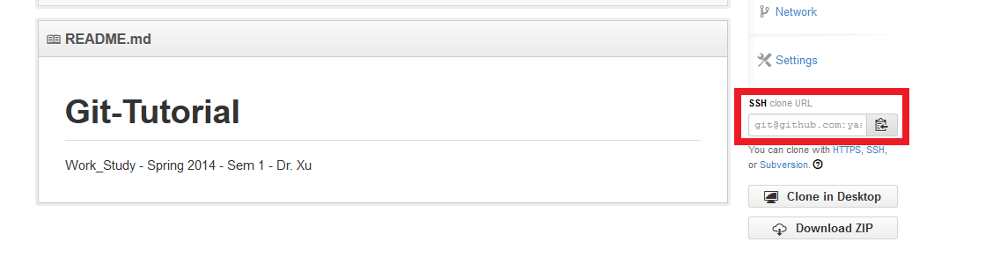 README.md
Git-Tutorial
Work_Study - Spring 2014 - Sem 1 - Dr. Xu
Network
Settings
SSH clone URL
git@github.com:yas
You can clone with HTTPS, SSH,
or Subversion.
Clone in Desktop
Download ZIP